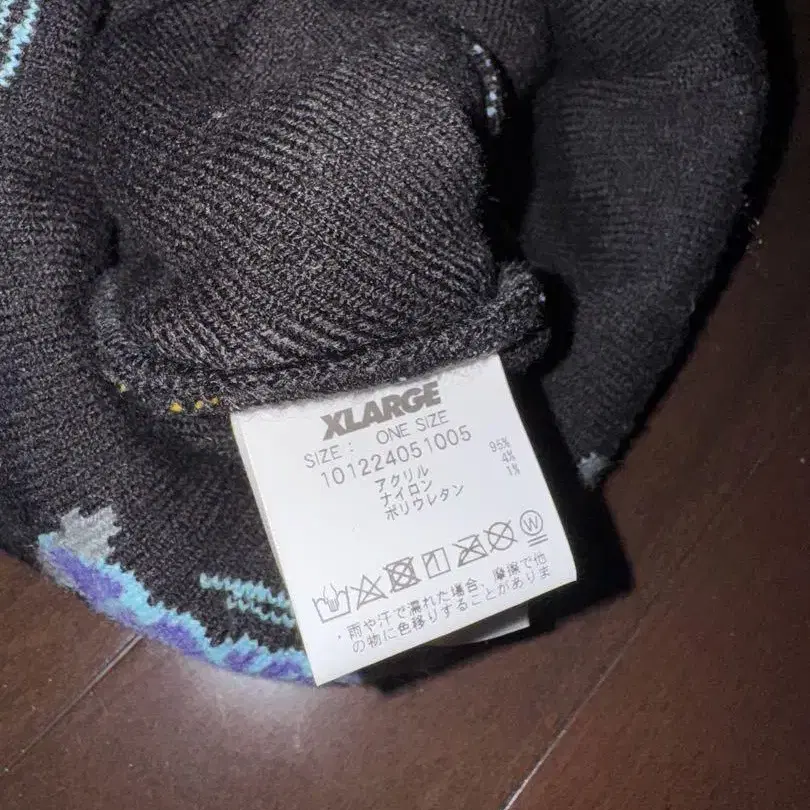 XLARGE
SIZE : ONE SIZE
101224051005
アクリル 95%
ナイロン 4%
ポリウレタン 1%
W
・雨や汗で濡れた場合、摩擦で他
の物に色移りすることがありま